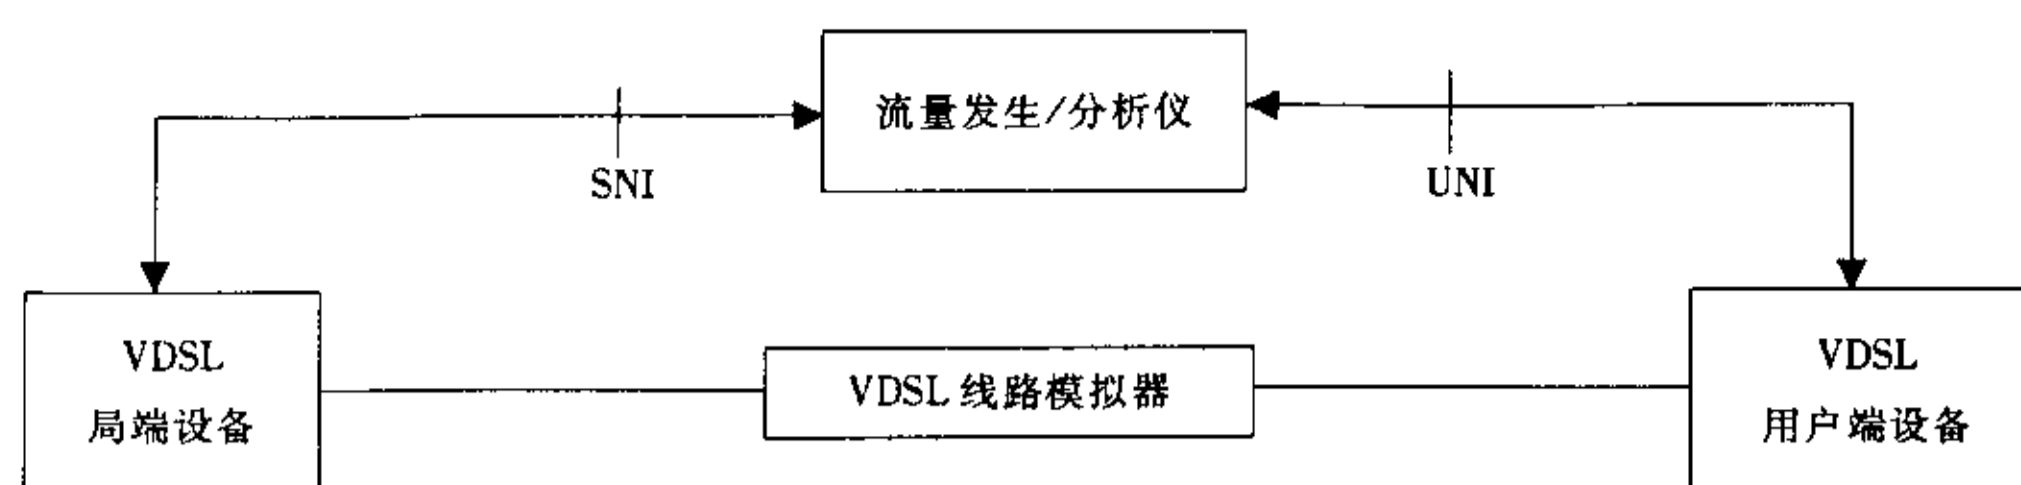 流量发生/分析仪
SNI
UNI
VDSL
局端设备
VDSL 线路模拟器
VDSL
用户端设备